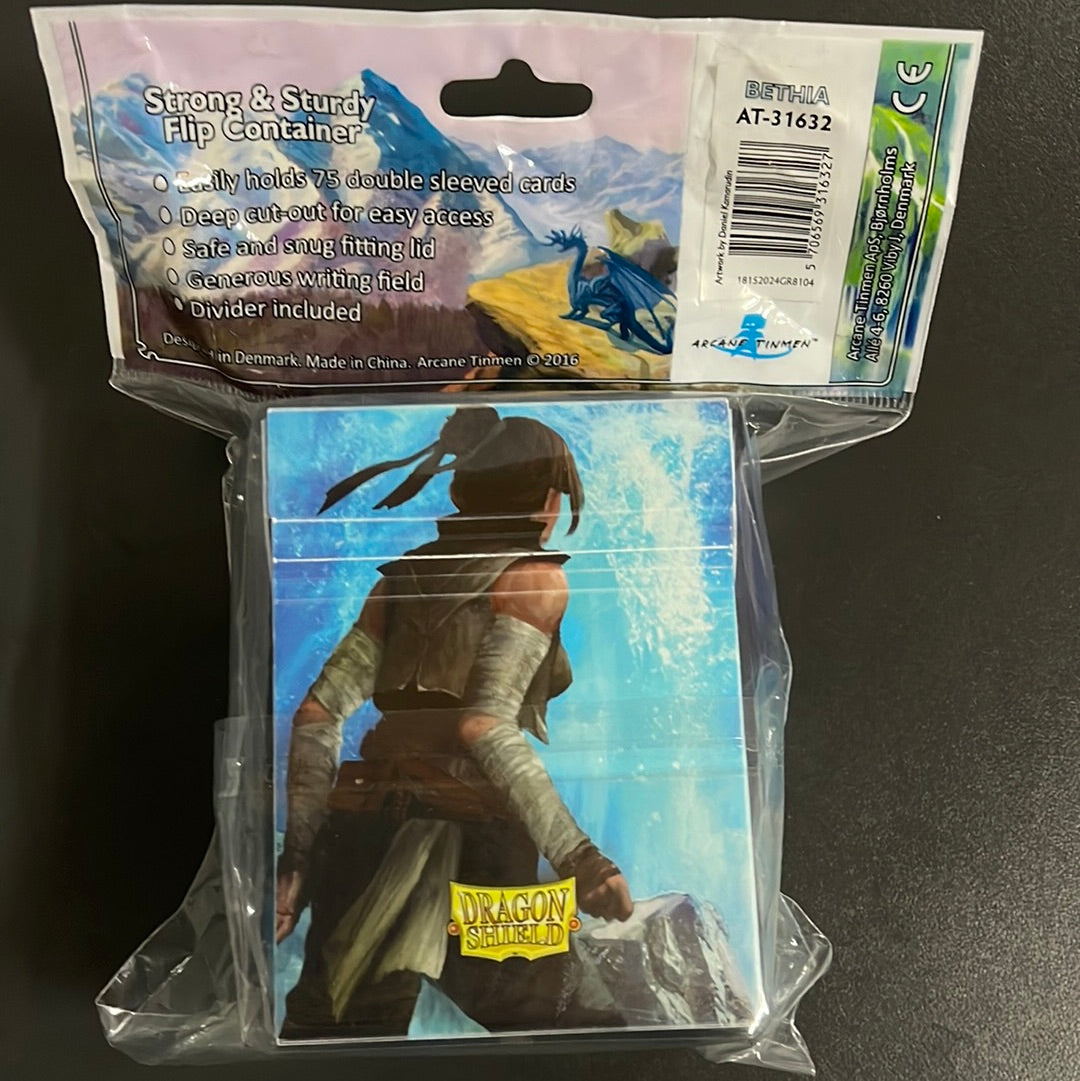 Strong & Sturdy
Flip Container
Easily holds 75 double sleeved cards
Deep cut-out for easy access
Safe and snug fitting lid
Generous writing field
Divider included
in Denmark. Made in China. Arcane Tinmen © 2016
BETHIA
AT-31632
Artwork by Daniel Kamarudin
5 706569 316327
18152024GR8104
ARCANE TINMEN™
CE
Arcane Tinmen ApS, Bjørnholms
Allé 4-6, 8260 Viby J, Denmark
DRAGON
SHIELD